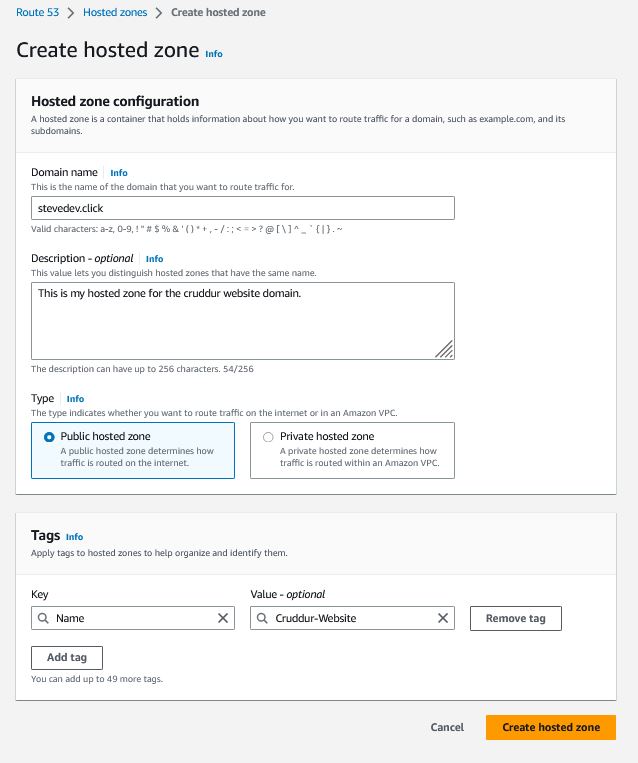 Route 53 > Hosted zones > Create hosted zone
Create hosted zone Info
Hosted zone configuration
A hosted zone is a container that holds information about how you want to route traffic for a domain, such as example.com, and its
subdomains.
Domain name Info
This is the name of the domain that you want to route traffic for.
stevedev.click
Valid characters: a-z, 0-9, ! " # $ % & ' ( ) * + , - / : ; < = > ? @ [ \ ] ^ _ ` { | } . ~
Description - optional Info
This value lets you distinguish hosted zones that have the same name.
This is my hosted zone for the cruddur website domain.
The description can have up to 256 characters. 54/256
Type Info
The type indicates whether you want to route traffic on the internet or in an Amazon VPC.
Public hosted zone
A public hosted zone determines how
traffic is routed on the internet.
Private hosted zone
A private hosted zone determines how
traffic is routed within an Amazon VPC.
Tags Info
Apply tags to hosted zones to help organize and identify them.
Key
Value - optional
Name
Cruddur-Website
Remove tag
Add tag
You can add up to 49 more tags.
Cancel
Create hosted zone